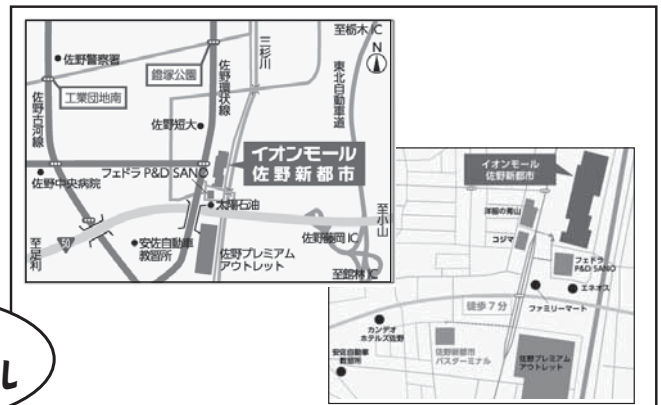 至栃木IC
N
佐野警察署
鐙塚公園
三杉川
工業団地南
佐野環状線
東北自動車道
佐野古河線
佐野短大
イオンモール
佐野新都市
フェドラ P&D SANO
佐野中央病院
太陽石油
至小山
至足利
50
安佐自動車
教習所
佐野プレミアム
アウトレット
佐野藤岡IC
至館林IC
イオンモール
佐野新都市
洋服の青山
コジマ
フェドラ
P&D SANO
エネオス
ファミリーマート
徒歩7分
カンデオ
ホテルズ佐野
安佐自動車
教習所
佐野新都市
バスターミナル
佐野プレミアム
アウトレット
ル